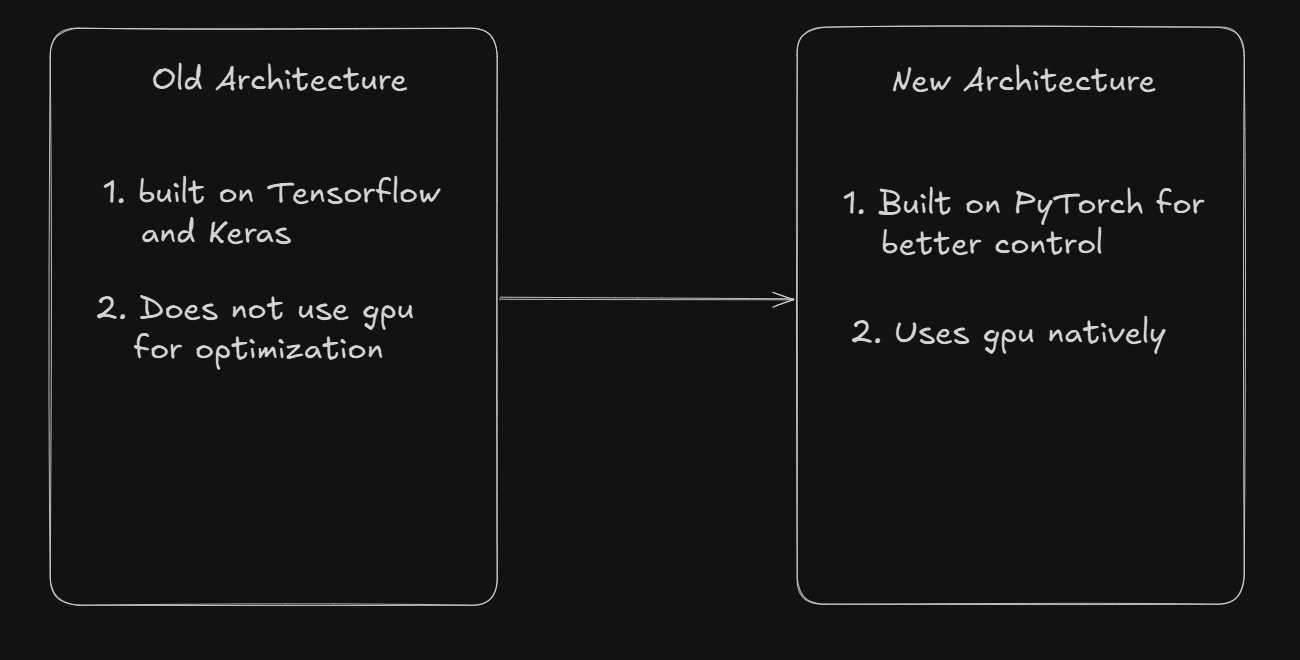 Old Architecture
1. built on Tensorflow
and Keras
2. Does not use gpu
for optimization
New Architecture
1. Built on PyTorch for
better control
2. Uses gpu natively